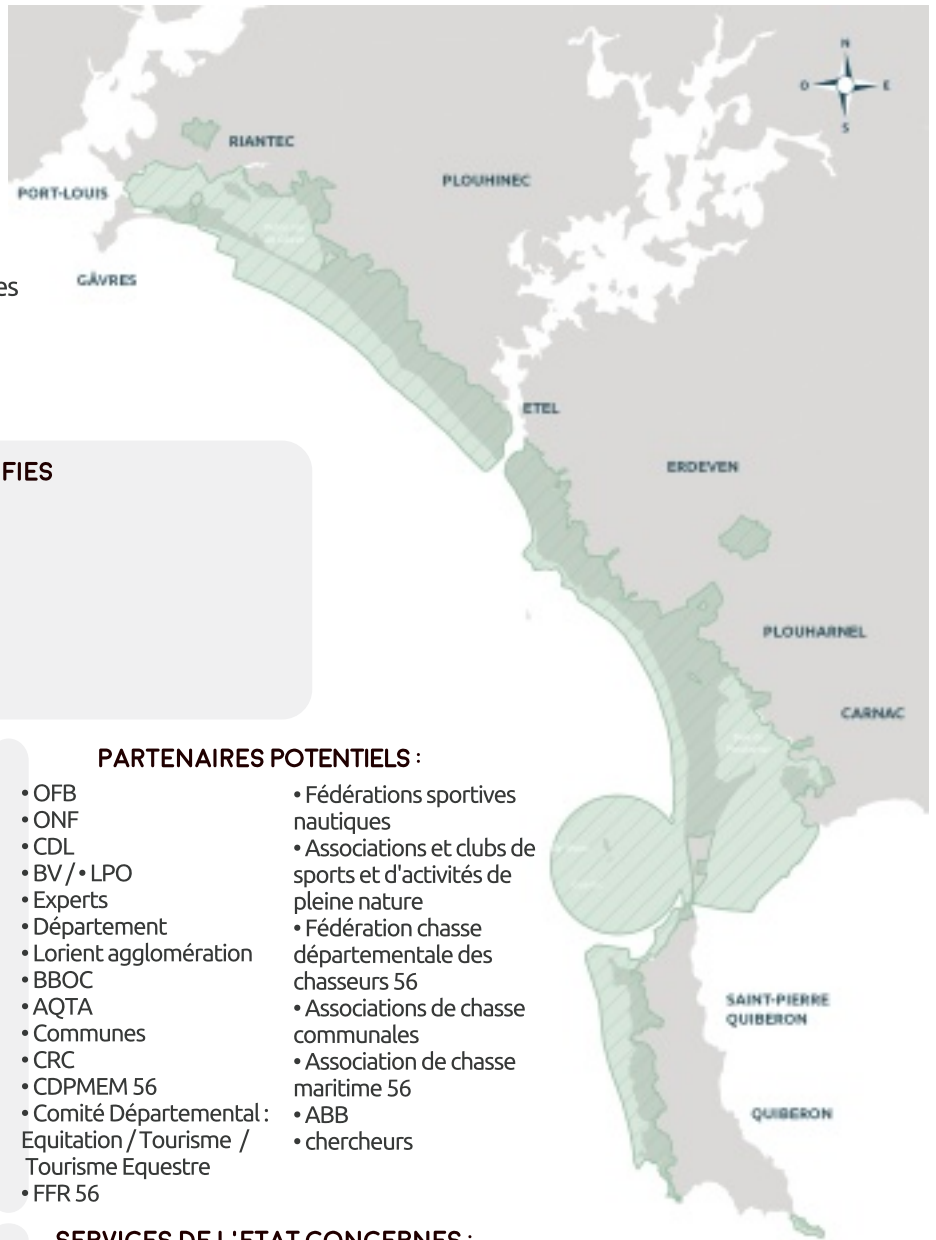 N
O E
S
RIANTEC
PORT-LOUIS
PLOUHINEC
GÂVRES
es
ETEL
ERDEVEN
FIES
PLOUHARNEL
CARNAC
PARTENAIRES POTENTIELS :
• OFB
• ONF
• CDL
• BV / • LPO
• Experts
• Département
• Lorient agglomération
• BBOC
• AQTA
• Communes
• CRC
• CDPMEM 56
• Comité Départemental :
Equitation / Tourisme /
Tourisme Equestre
• FFR 56
• Fédérations sportives
nautiques
• Associations et clubs de
sports et d'activités de
pleine nature
• Fédération chasse
départementale des
chasseurs 56
• Associations de chasse
communales
• Association de chasse
maritime 56
• ABB
• chercheurs
SAINT-PIERRE
QUIBERON
QUIBERON
SERVICES DE L'ETAT CONCERNES :